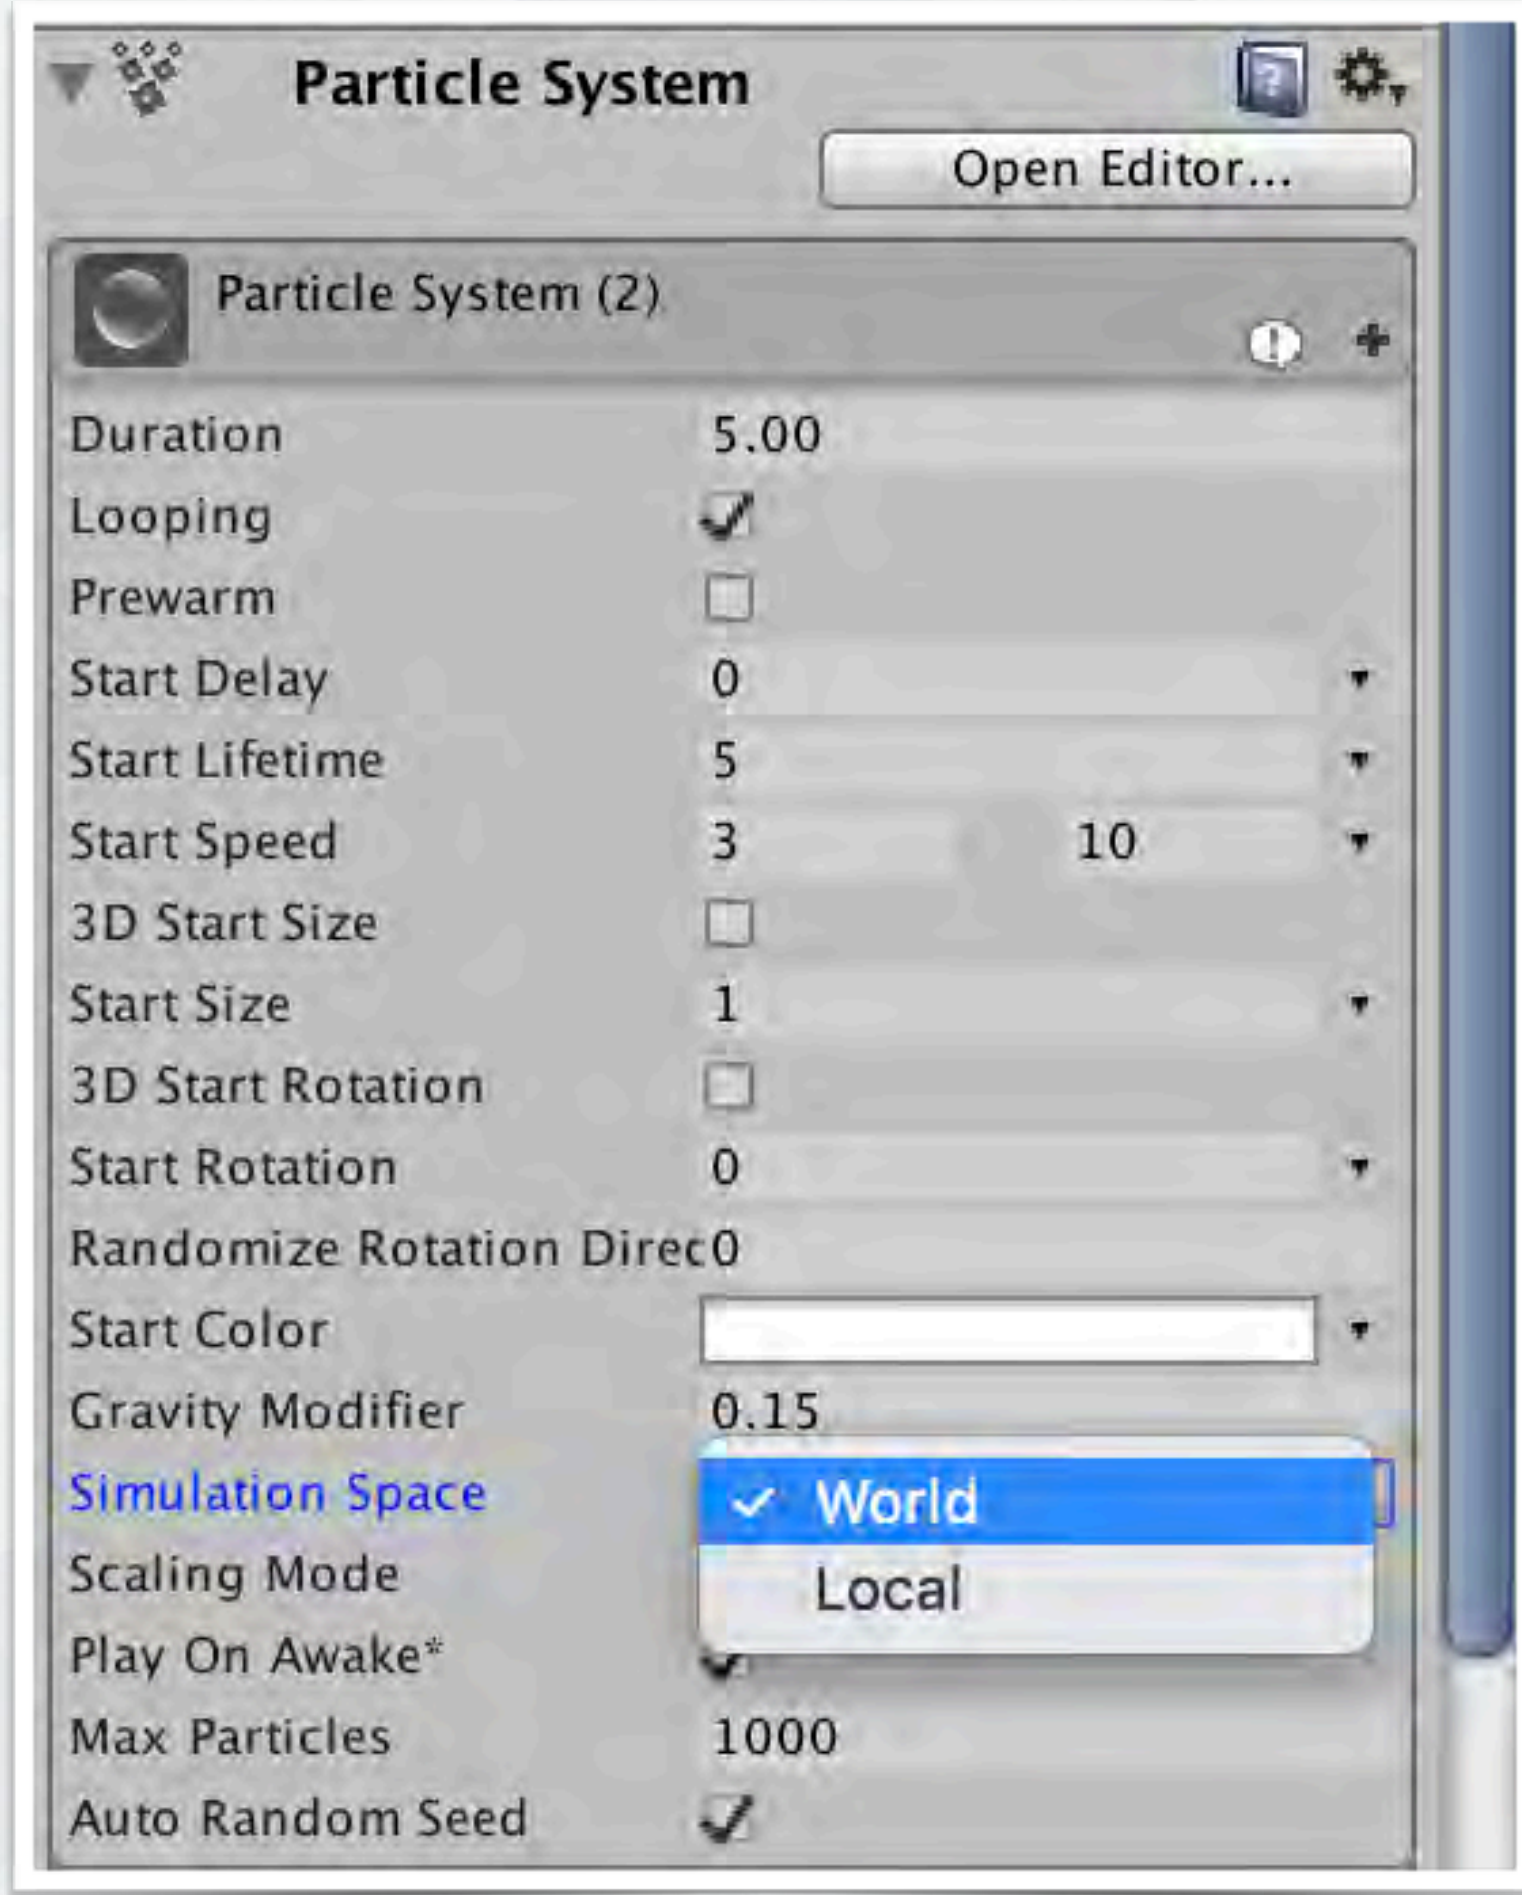 Particle System
Open Editor...
Particle System (2)
Duration 5.00
Looping
Prewarm
Start Delay 0
Start Lifetime 5
Start Speed 3 10
3D Start Size
Start Size 1
3D Start Rotation
Start Rotation 0
Randomize Rotation Direc0
Start Color
Gravity Modifier 0.15
Simulation Space World
Scaling Mode Local
Play On Awake*
Max Particles 1000
Auto Random Seed